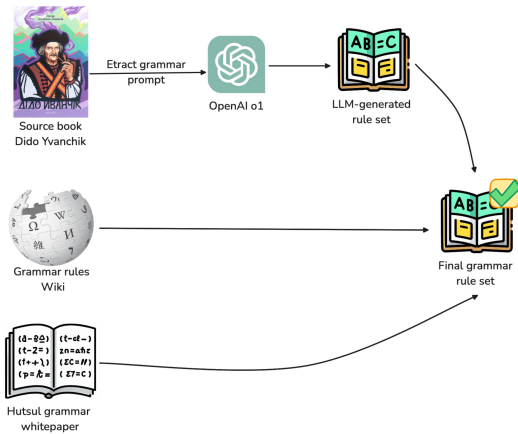 ДІДО ИВАНЧІК
Etract grammar
prompt
OpenAI o1
LLM-generated
rule set
Source book
Dido Yvanchik
AB=C
Grammar rules
Wiki
Final grammar
rule set
Hutsul grammar
whitepaper